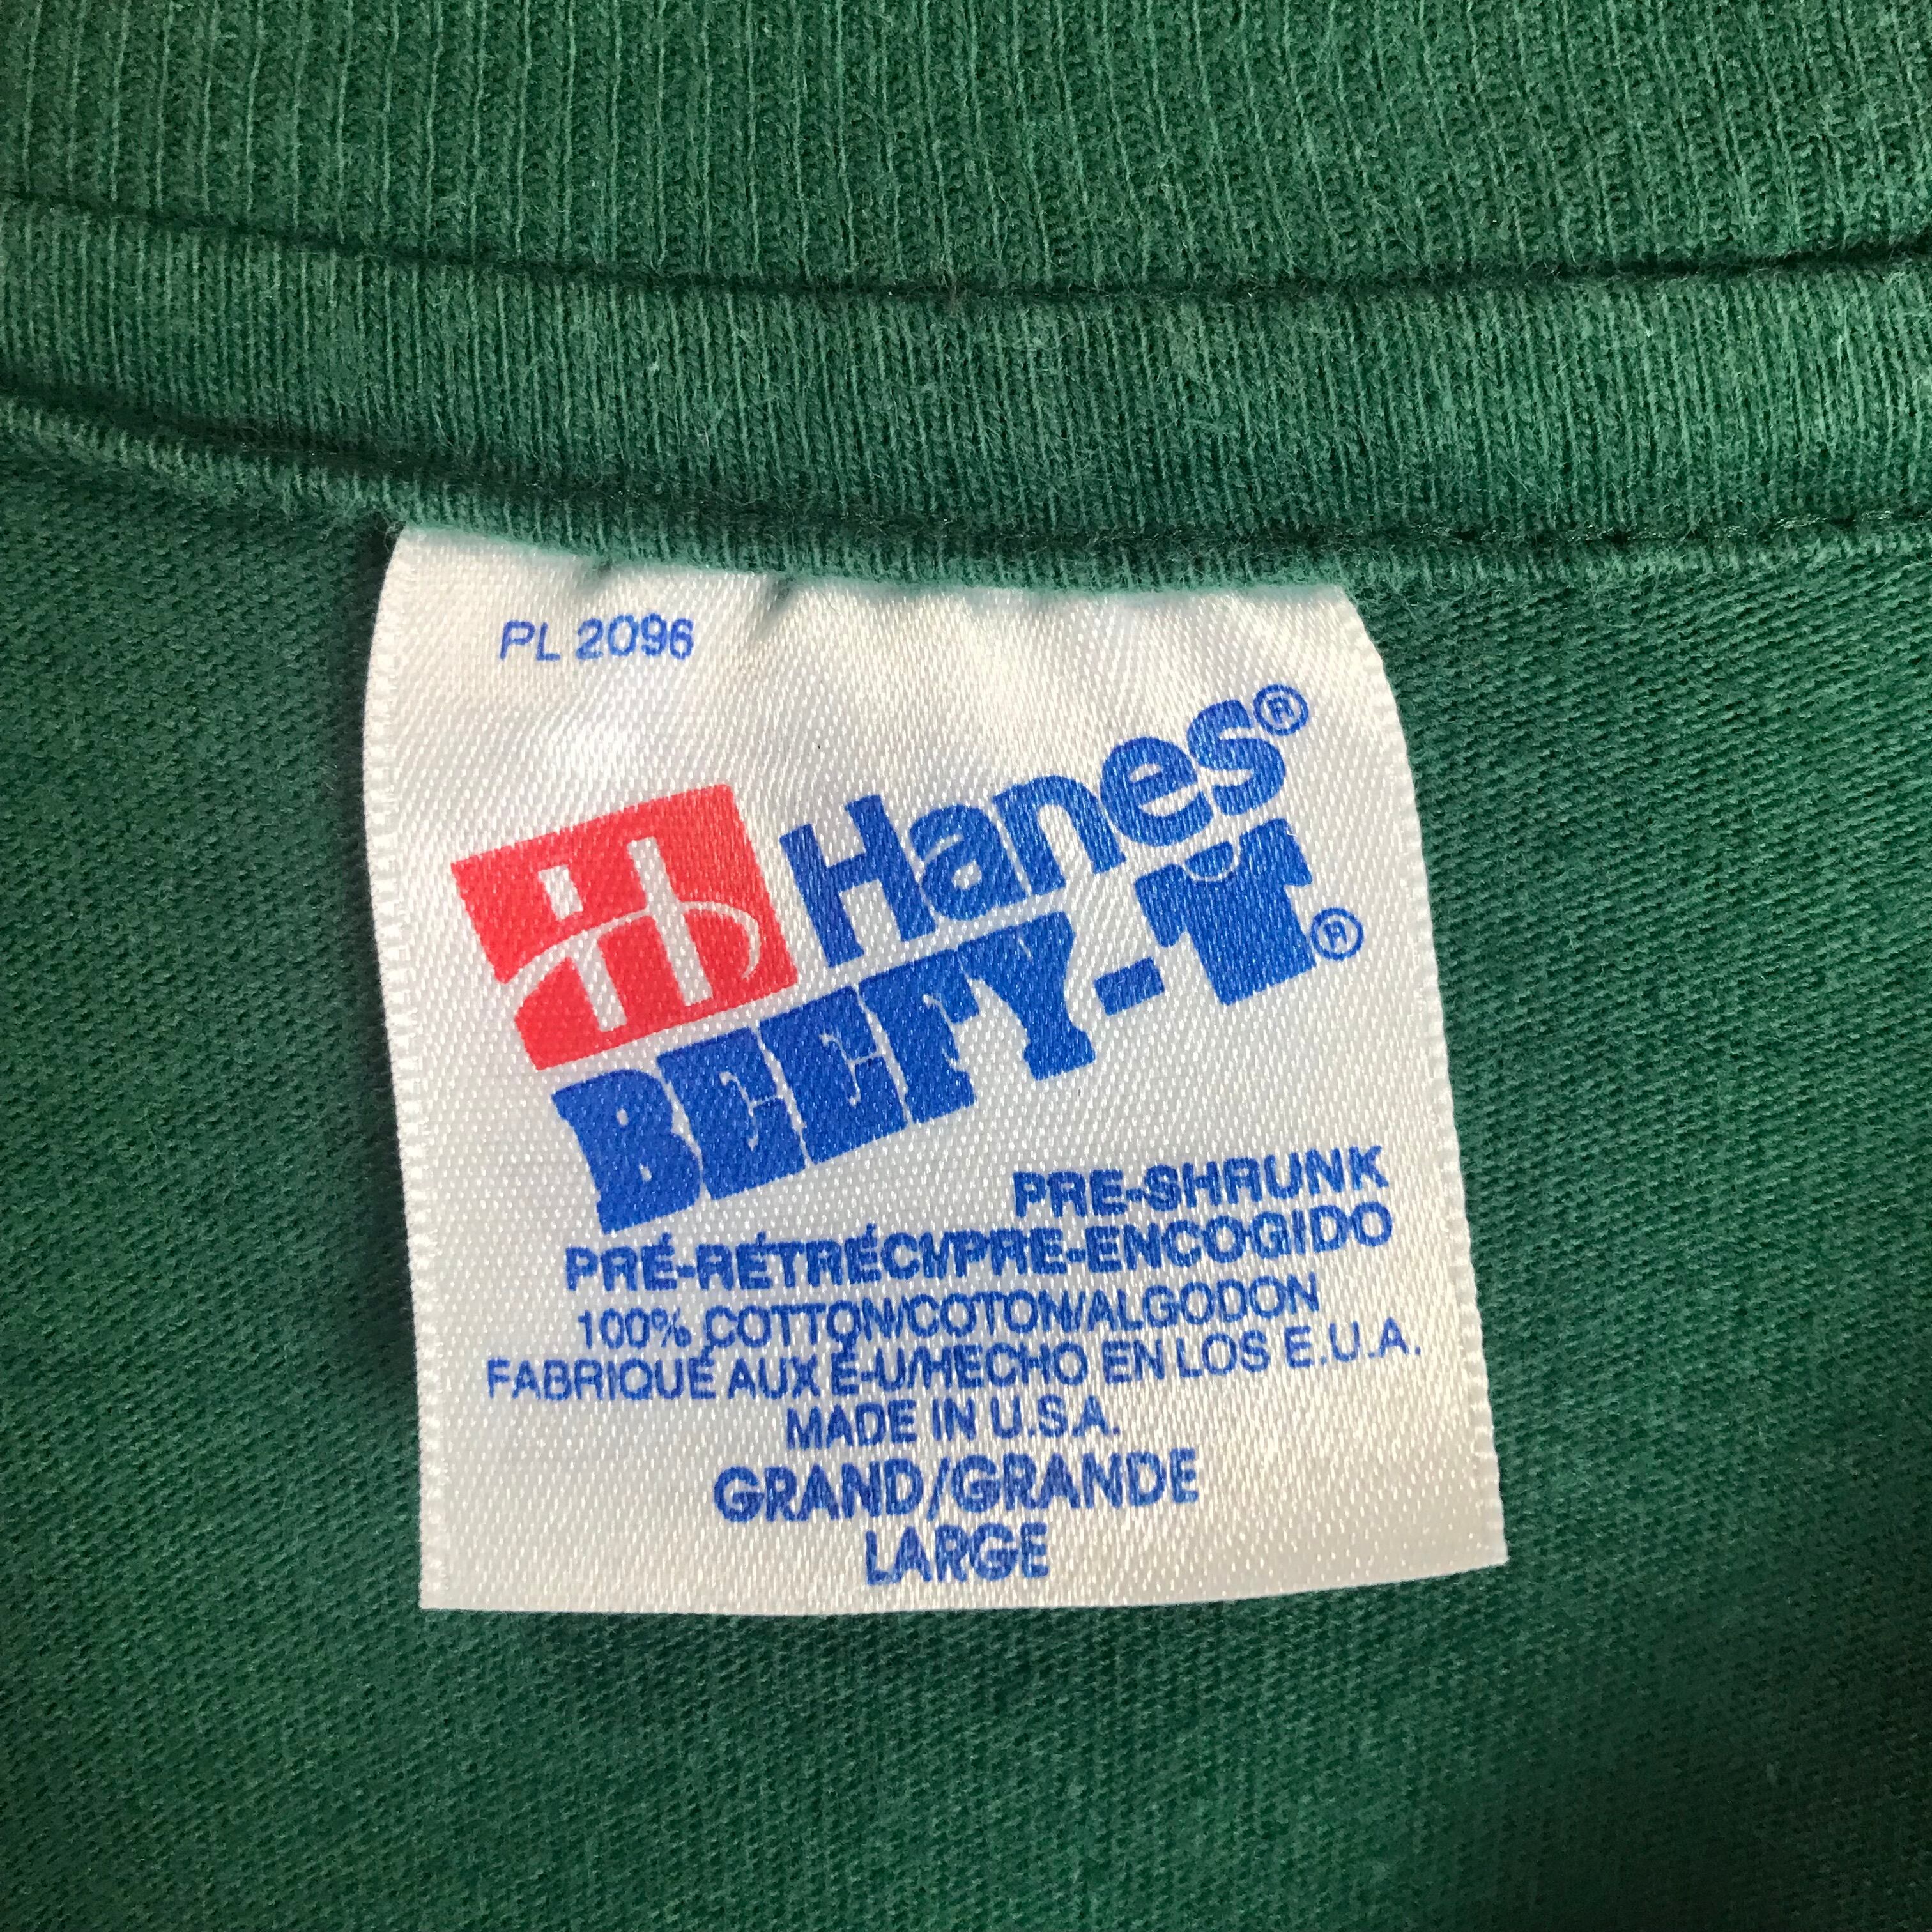 PL 2096
Hanes®
BEEFY-T®
PRE-SHRUNK
PRÉ-RÉTRÉCI/PRE-ENCOGIDO
100% COTTON/COTON/ALGODON
FABRIQUÉ AUX É-U/HECHO EN LOS E.U.A.
MADE IN U.S.A.
GRAND/GRANDE
LARGE